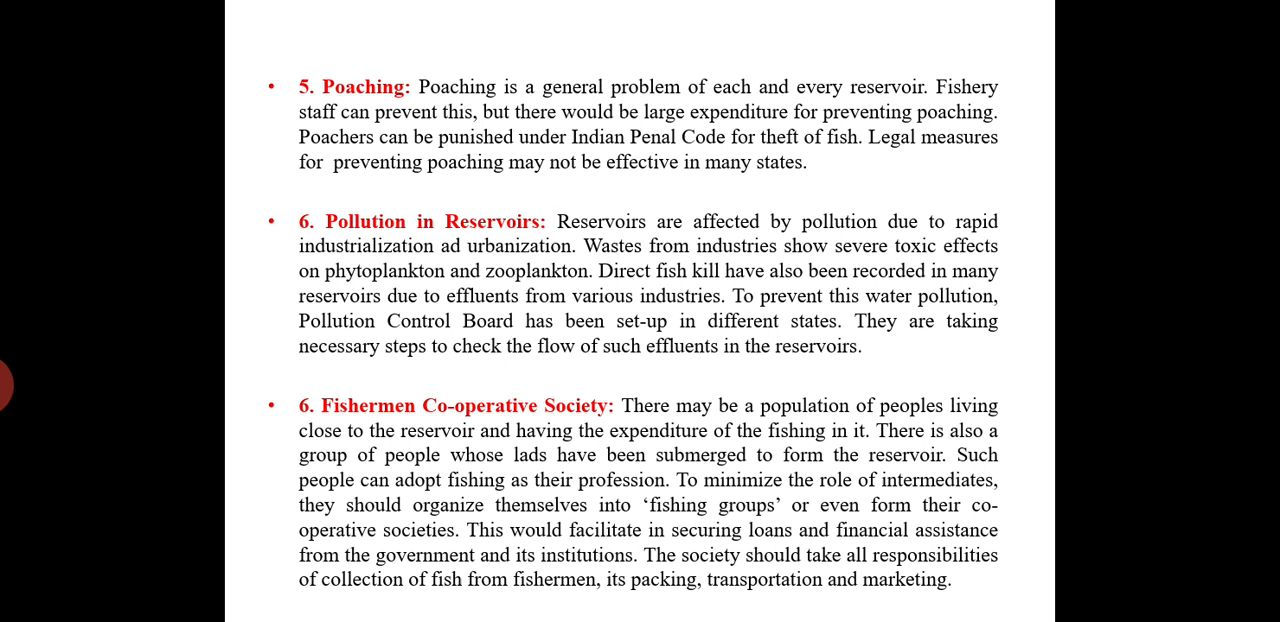 • 5. Poaching: Poaching is a general problem of each and every reservoir. Fishery
staff can prevent this, but there would be large expenditure for preventing poaching.
Poachers can be punished under Indian Penal Code for theft of fish. Legal measures
for preventing poaching may not be effective in many states.
• 6. Pollution in Reservoirs: Reservoirs are affected by pollution due to rapid
industrialization ad urbanization. Wastes from industries show severe toxic effects
on phytoplankton and zooplankton. Direct fish kill have also been recorded in many
reservoirs due to effluents from various industries. To prevent this water pollution,
Pollution Control Board has been set-up in different states. They are taking
necessary steps to check the flow of such effluents in the reservoirs.
• 6. Fishermen Co-operative Society: There may be a population of peoples living
close to the reservoir and having the expenditure of the fishing in it. There is also a
group of people whose lads have been submerged to form the reservoir. Such
people can adopt fishing as their profession. To minimize the role of intermediates,
they should organize themselves into ‘fishing groups’ or even form their co-
operative societies. This would facilitate in securing loans and financial assistance
from the government and its institutions. The society should take all responsibilities
of collection of fish from fishermen, its packing, transportation and marketing.